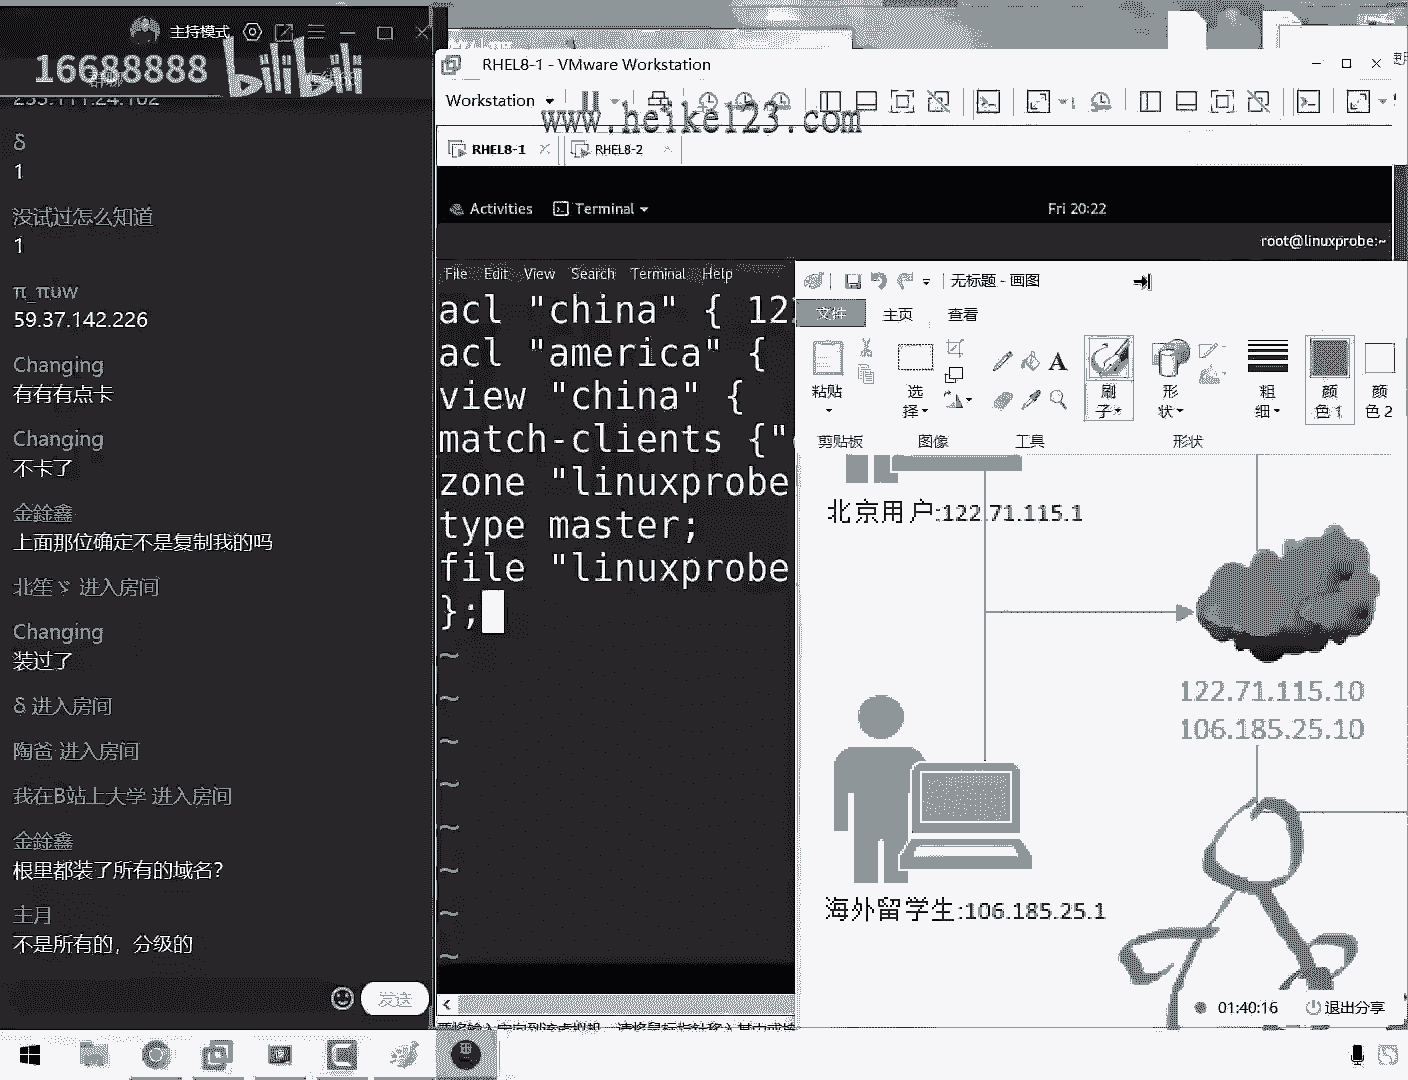 主持模式
16688888
bilibili
δ
1
没试过怎么知道
1
π_πüw
59.37.142.226
Changing
有有有点卡
Changing
不卡了
金銓鑫
上面那位确定不是复制我的吗
北笙ゞ 进入房间
Changing
装过了
δ 进入房间
陶爸 进入房间
我在B站上大学 进入房间
金銓鑫
根里都装了所有的域名?
主月
不是所有的，分级的
发送
RHEL8-1 - VMware Workstation
Workstation
www.heike123.com
RHEL8-1
RHEL8-2
Activities
Terminal
Fri 20:22
root@linuxprobe:~
File Edit View Search Terminal Help
acl "china" { 12
acl "america" {
view "china" {
match-clients {"
zone "linuxprobe
type master;
file "linuxprobe
};
~
~
~
~
~
~
~
~
无标题 - 画图
文件 主页 查看
粘贴
选择
A
刷子
形状
粗细
颜色 1
颜色 2
剪贴板
图像
工具
形状
北京用户:122.71.115.1
122.71.115.10
106.185.25.10
海外留学生:106.185.25.1
01:40:16
退出分享